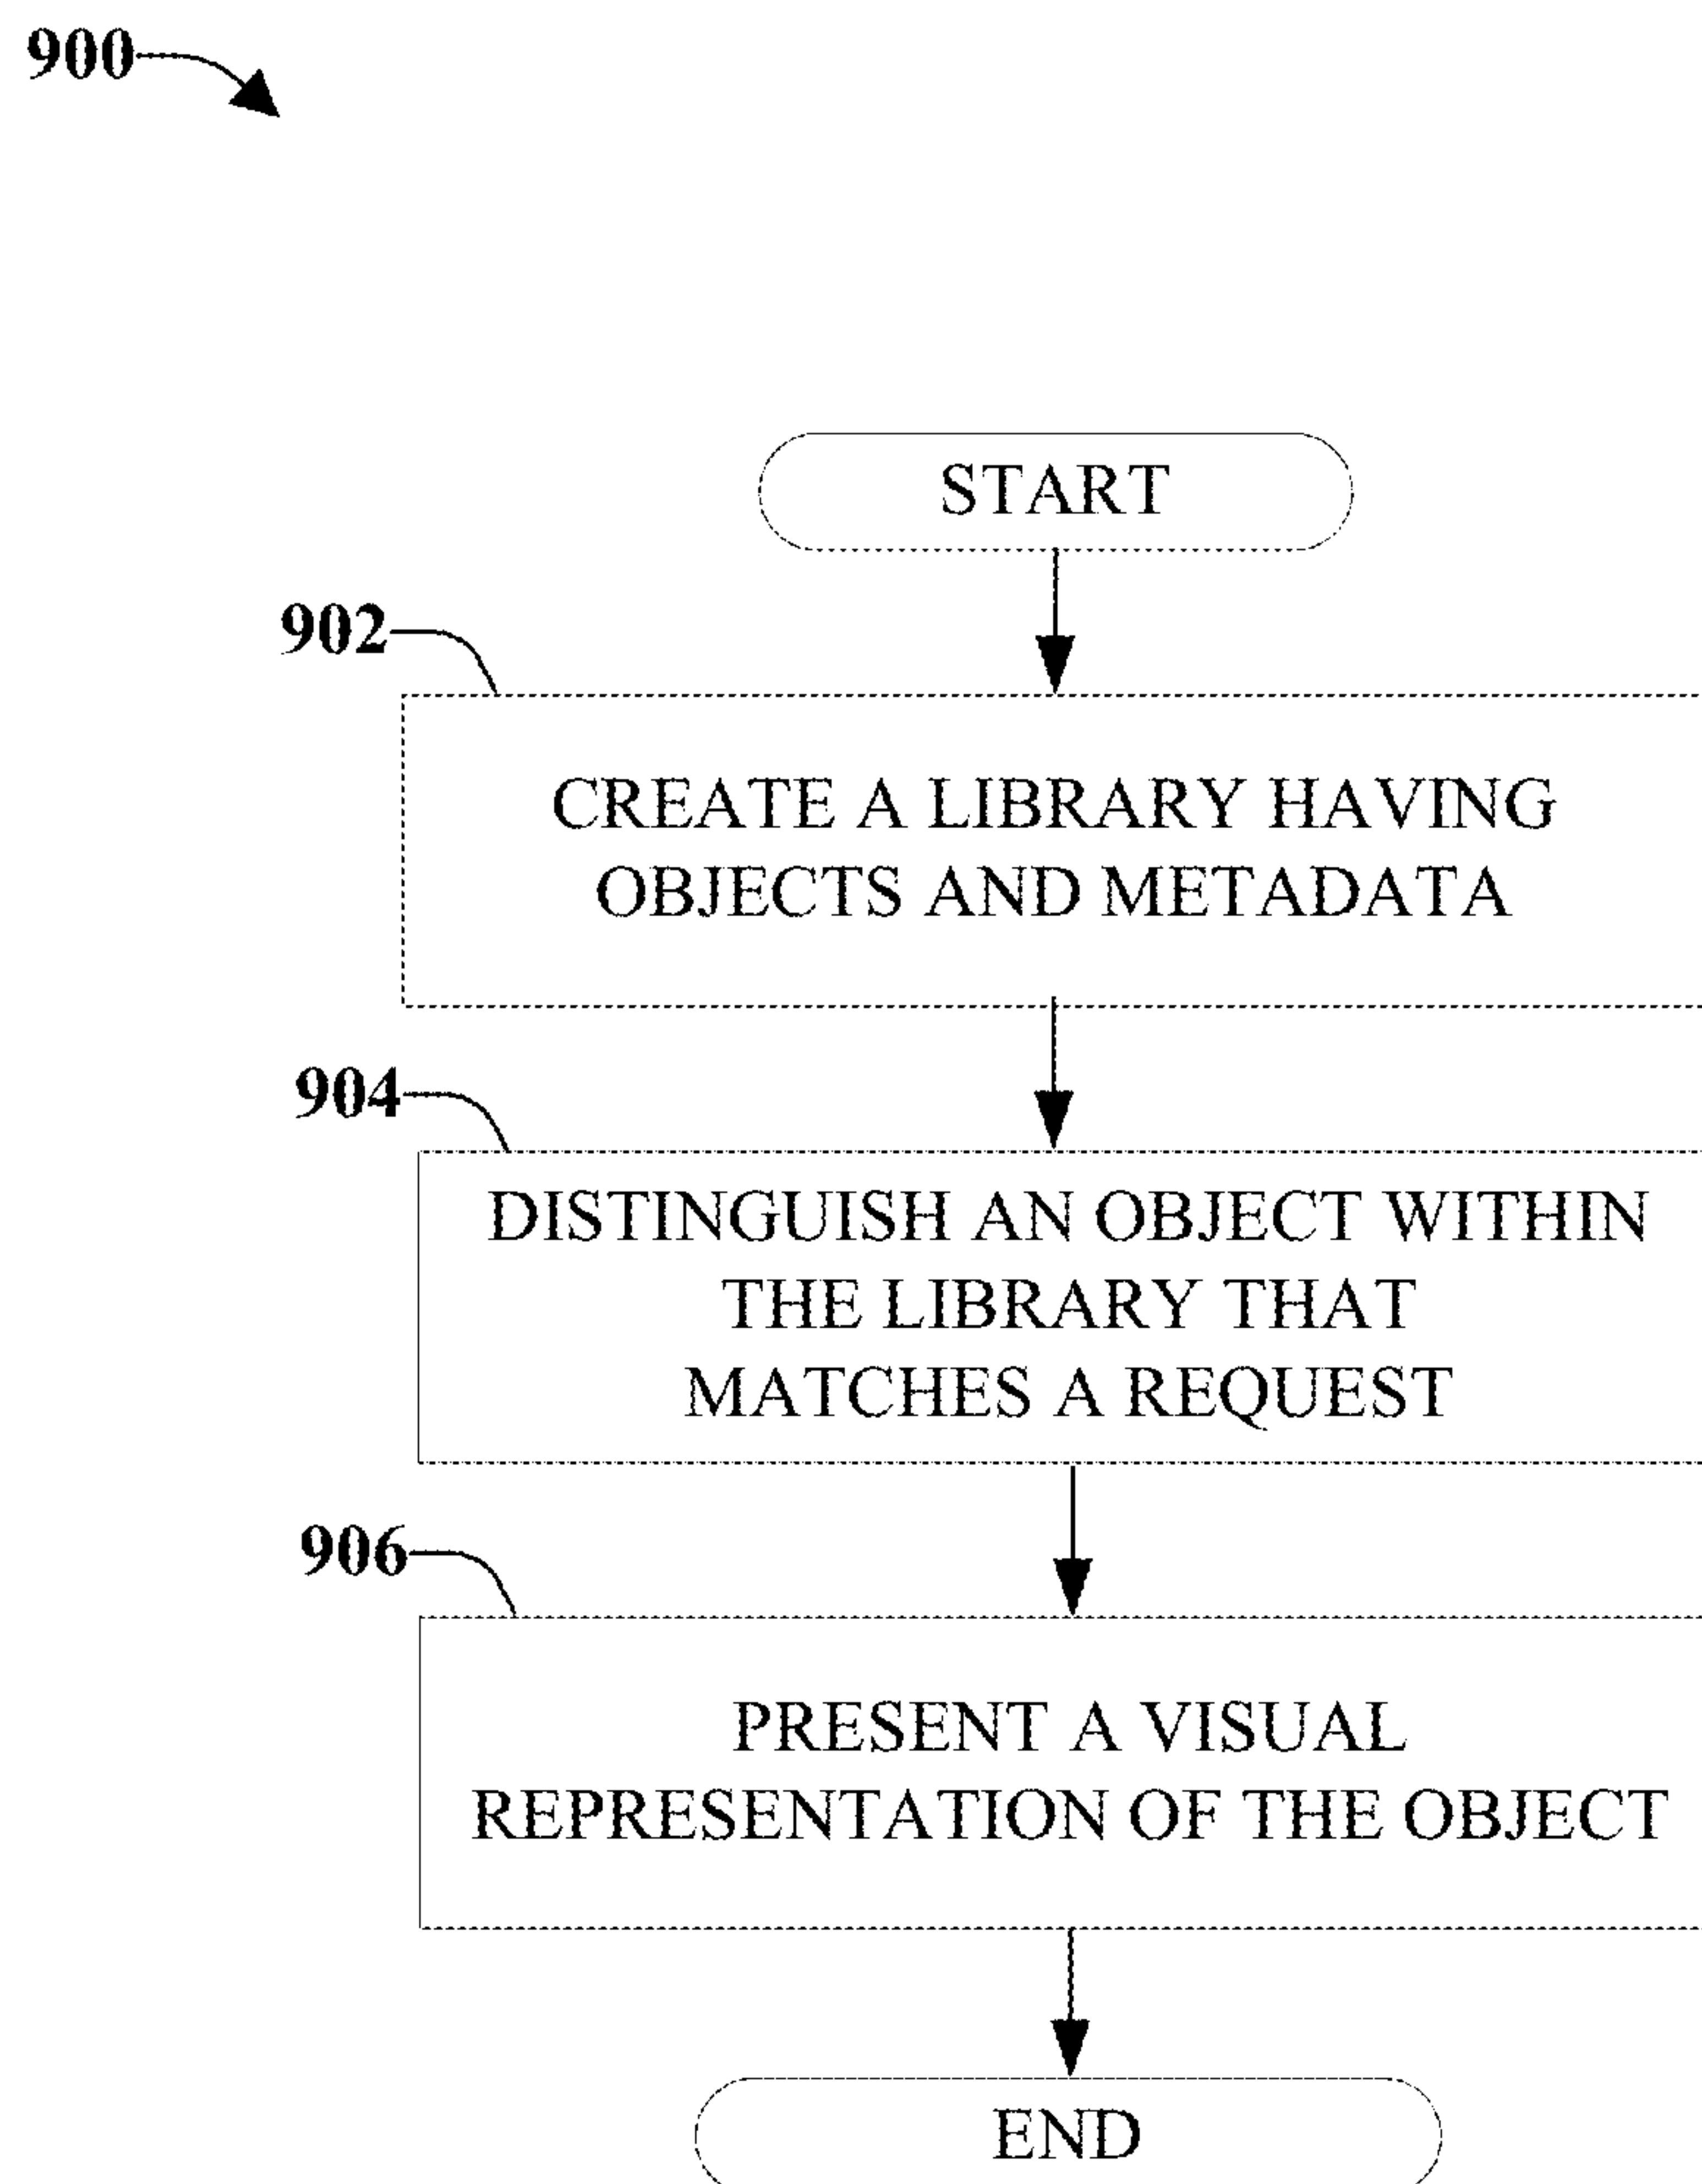 900
START
902
CREATE A LIBRARY HAVING
OBJECTS AND METADATA
904
DISTINGUISH AN OBJECT WITHIN
THE LIBRARY THAT
MATCHES A REQUEST
906
PRESENT A VISUAL
REPRESENTATION OF THE OBJECT
END